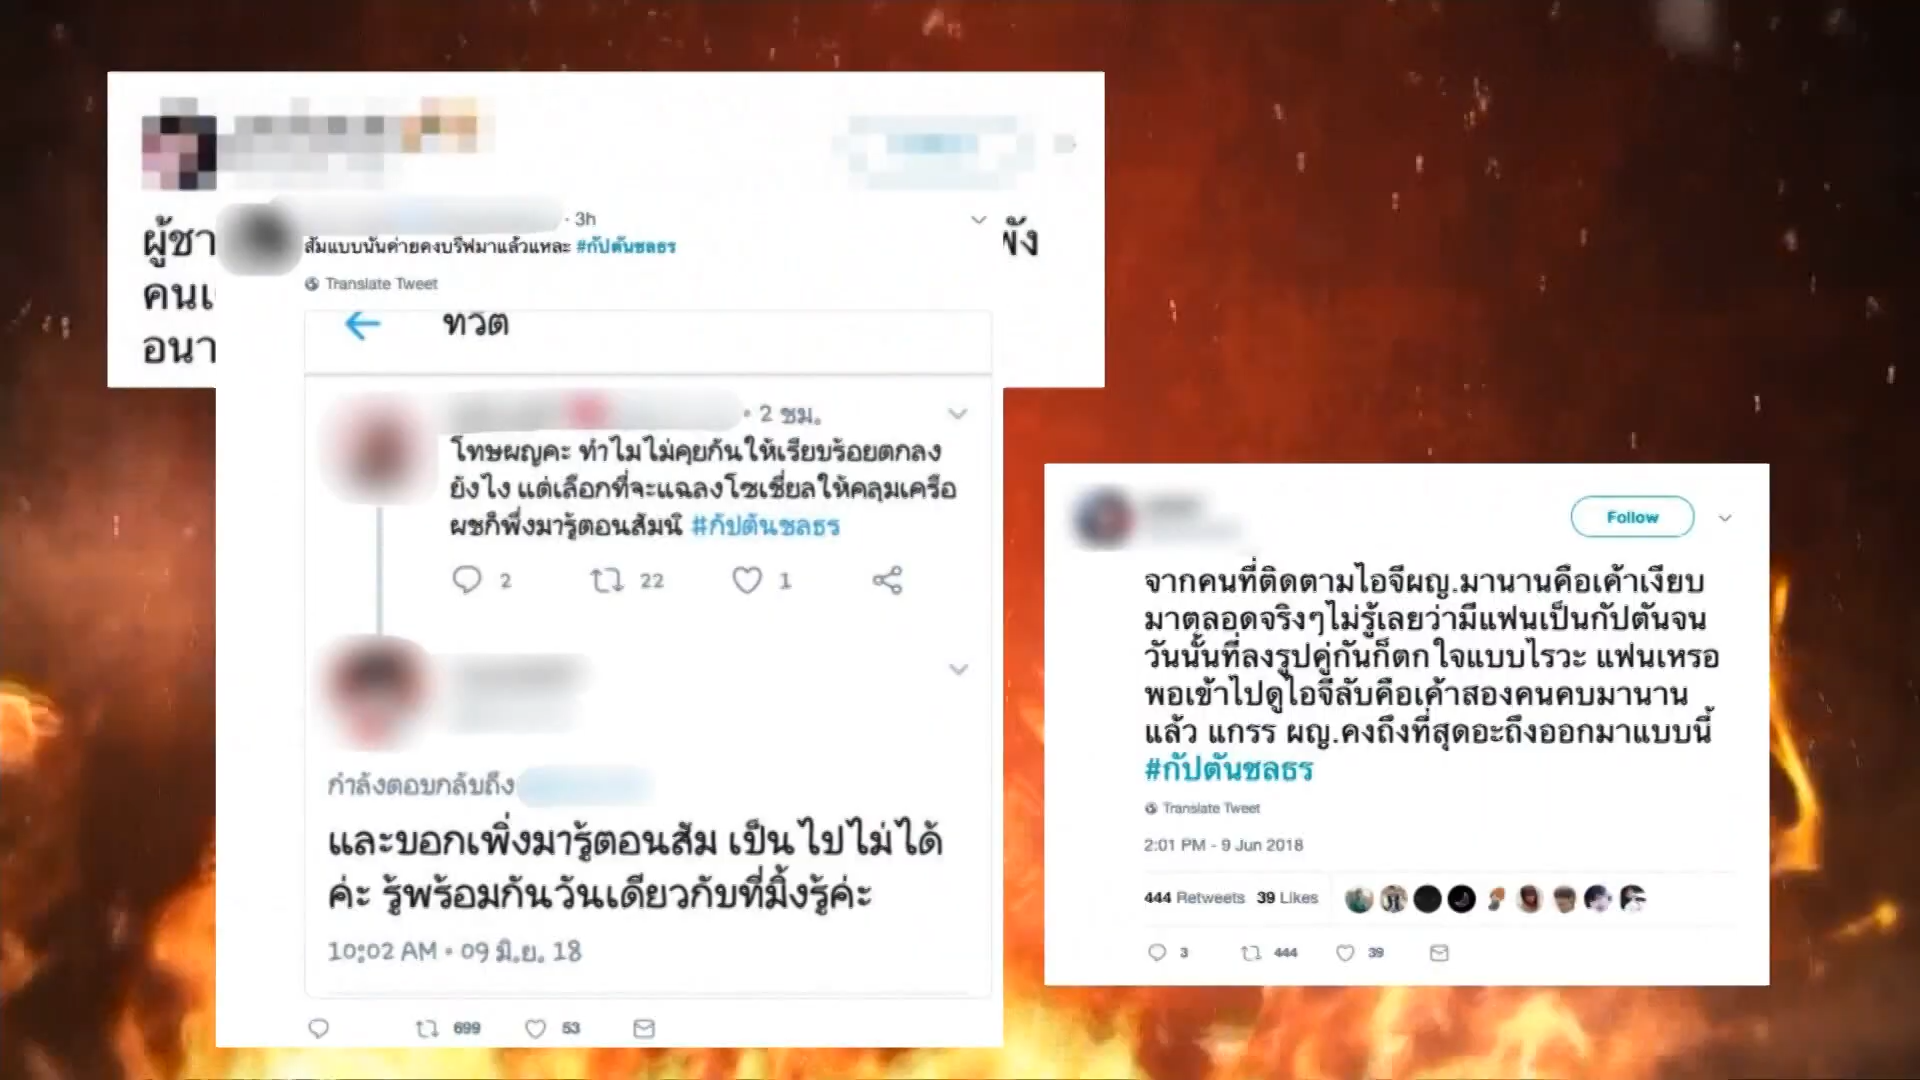 ผู้ชา
พัง
คนเ
อนา
3h
สัมแบบนั้นค่ายคงบรีฟมาแล้วแหละ #กัปตันชลธร
Translate Tweet
ทวีต
· 2 ชม.
โทษผญคะ ทำไมไม่คุยกันให้เรียบร้อยตกลง
ยังไง แต่เลือกที่จะแฉลงโซเชี่ยลให้คลุมเครือ
ผชก็พึ่งมารู้ตอนสัมนิ #กัปตันชลธร
2 22 1
กำลังตอบกลับถึง
และบอกเพิ่งมารู้ตอนสัม เป็นไปไม่ได้
ค่ะ รู้พร้อมกันวันเดียวกับที่มิ้งรู้ค่ะ
10:02 AM · 09 มิ.ย. 18
699 53
Follow
จากคนที่ติดตามไอจีผญ.มานานคือเค้าเงียบ
มาตลอดจริงๆไม่รู้เลยว่ามีแฟนเป็นกัปตันจน
วันนั้นที่ลงรูปคู่กันก็ตกใจแบบไรวะ แฟนเหรอ
พอเข้าไปดูไอจีลับคือเค้าสองคนคบมานาน
แล้ว แกรร ผญ.คงถึงที่สุดอะถึงออกมาแบบนี้
#กัปตันชลธร
Translate Tweet
2:01 PM - 9 Jun 2018
444 Retweets 39 Likes
3 444 39